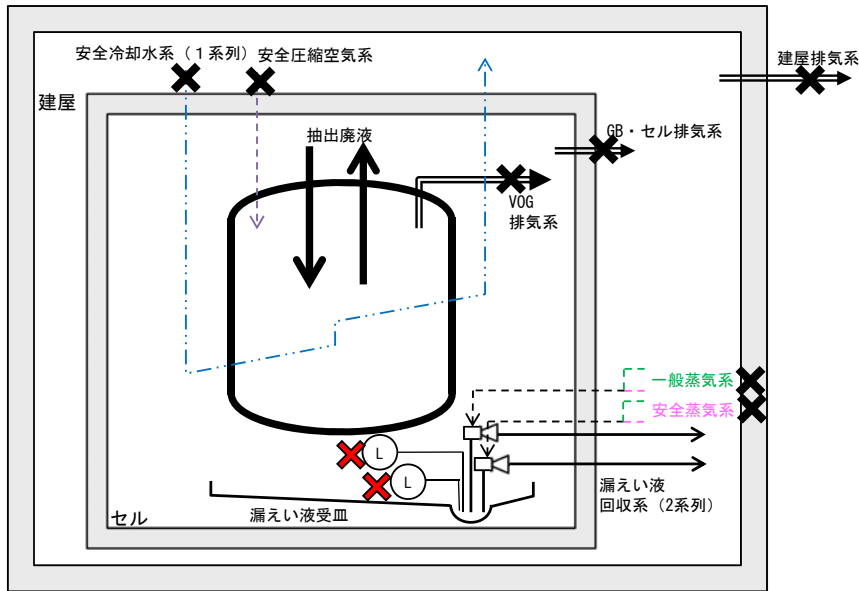 安全冷却水系（１系列）
安全圧縮空気系
建屋排気系
建屋
抽出廃液
GB・セル排気系
VOG
排気系
一般蒸気系
安全蒸気系
L
L
漏えい液
回収系（2系列）
漏えい液受皿
セル